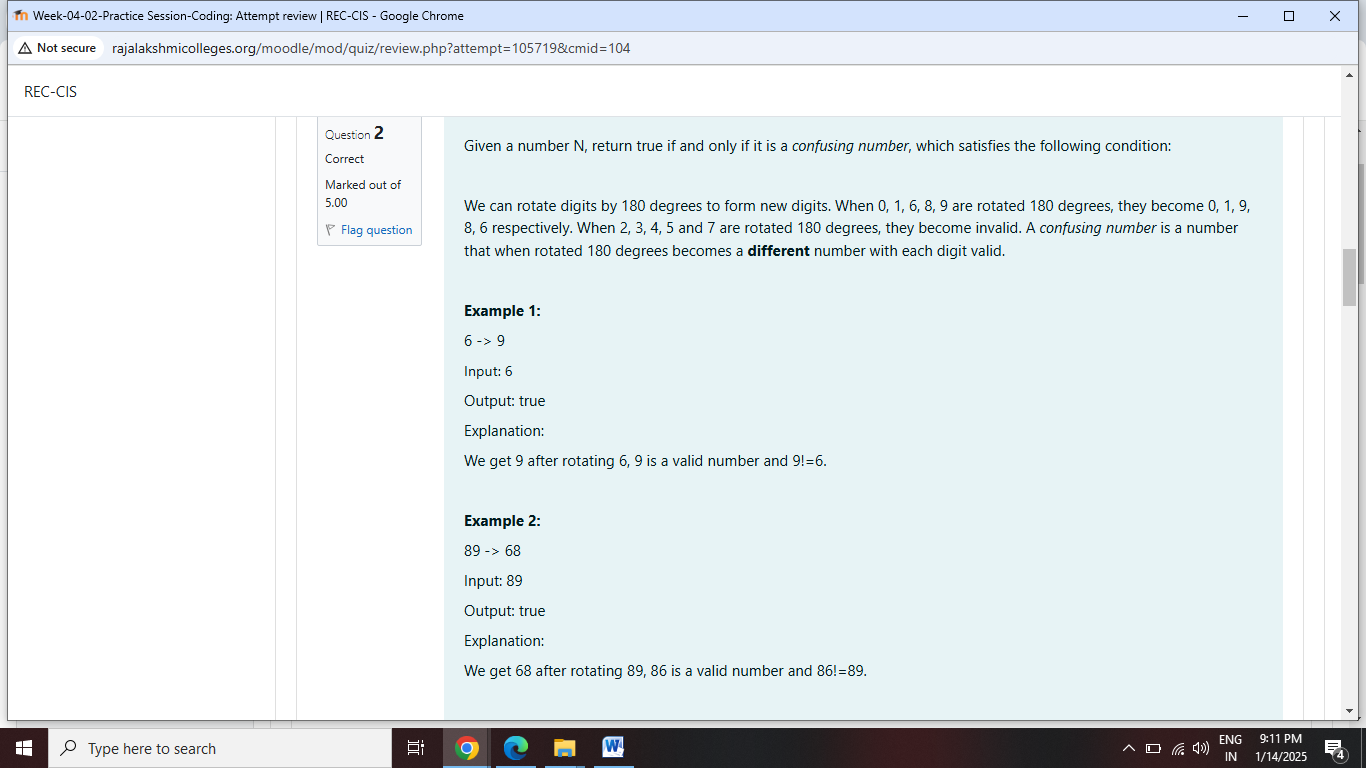 Week-04-02-Practice Session-Coding: Attempt review | REC-CIS - Google Chrome
Not secure
rajalakshmicolleges.org/moodle/mod/quiz/review.php?attempt=105719&cmid=104
REC-CIS
Question 2
Correct
Marked out of
5.00
Flag question
Given a number N, return true if and only if it is a confusing number, which satisfies the following condition:
We can rotate digits by 180 degrees to form new digits. When 0, 1, 6, 8, 9 are rotated 180 degrees, they become 0, 1, 9,
8, 6 respectively. When 2, 3, 4, 5 and 7 are rotated 180 degrees, they become invalid. A confusing number is a number
that when rotated 180 degrees becomes a different number with each digit valid.
Example 1:
6 -> 9
Input: 6
Output: true
Explanation:
We get 9 after rotating 6, 9 is a valid number and 9!=6.
Example 2:
89 -> 68
Input: 89
Output: true
Explanation:
We get 68 after rotating 89, 86 is a valid number and 86!=89.
Type here to search
W
ENG
IN
9:11 PM
1/14/2025
4